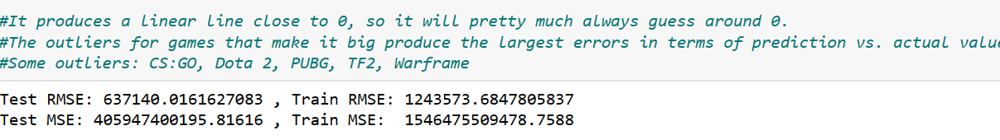 #It produces a linear line close to 0, so it will pretty much always guess around 0.
#The outliers for games that make it big produce the largest errors in terms of prediction vs. actual value
#Some outliers: CS:GO, Dota 2, PUBG, TF2, Warframe
Test RMSE: 637140.0161627083 , Train RMSE: 1243573.6847805837
Test MSE: 405947400195.81616 , Train MSE:  1546475509478.7588